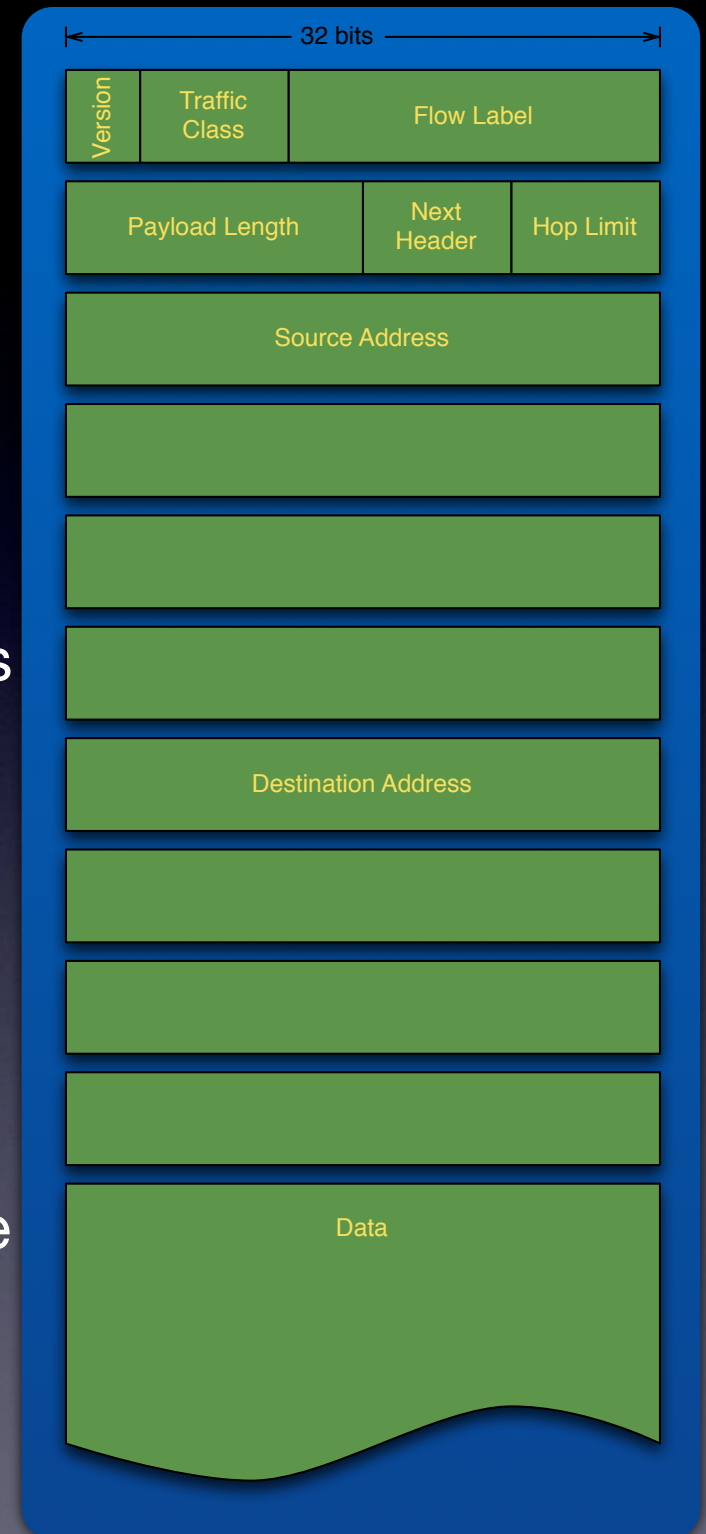 32 bits
Version
Traffic
Class
Flow Label
Payload Length
Next
Header
Hop Limit
Source Address
s
Destination Address
e
Data